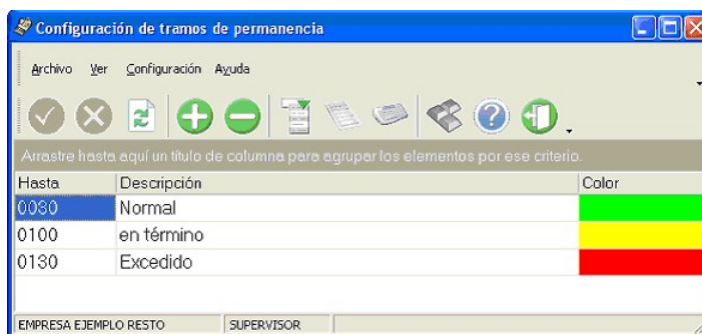 Configuración de tramos de permanencia
Archivo Ver Configuración Ayuda
Arrastre hasta aquí un título de columna para agrupar los elementos por ese criterio.
Hasta Descripción Color
0030 Normal
0100 en término
0130 Excedido
EMPRESA EJEMPLO RESTO SUPERVISOR